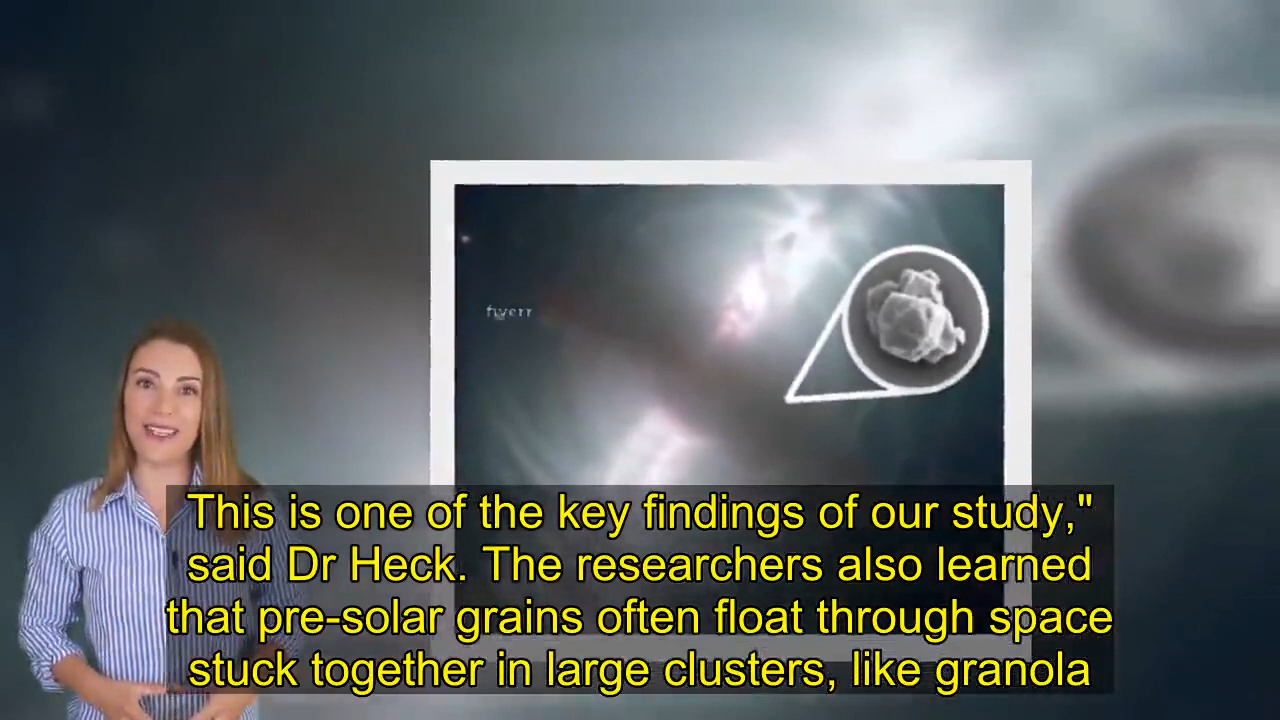 fiverr
This is one of the key findings of our study,"
said Dr Heck. The researchers also learned
that pre-solar grains often float through space
stuck together in large clusters, like granola